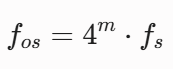 f_{os} = 4^m · f_s